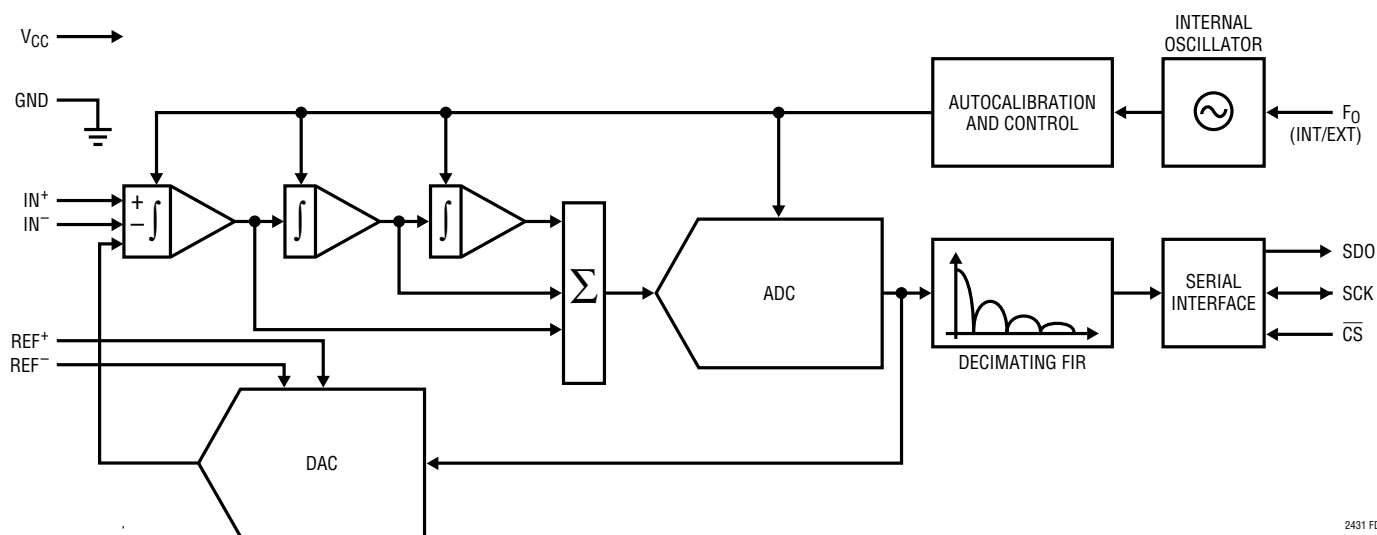 INTERNAL
OSCILLATOR
VCC
GND
AUTOCALIBRATION
AND CONTROL
F0
(INT/EXT)
IN+
IN−
+
−
∫
∫
∫
Σ
ADC
SERIAL
INTERFACE
SDO
SCK
CS
REF+
REF−
DECIMATING FIR
DAC
2431 FD